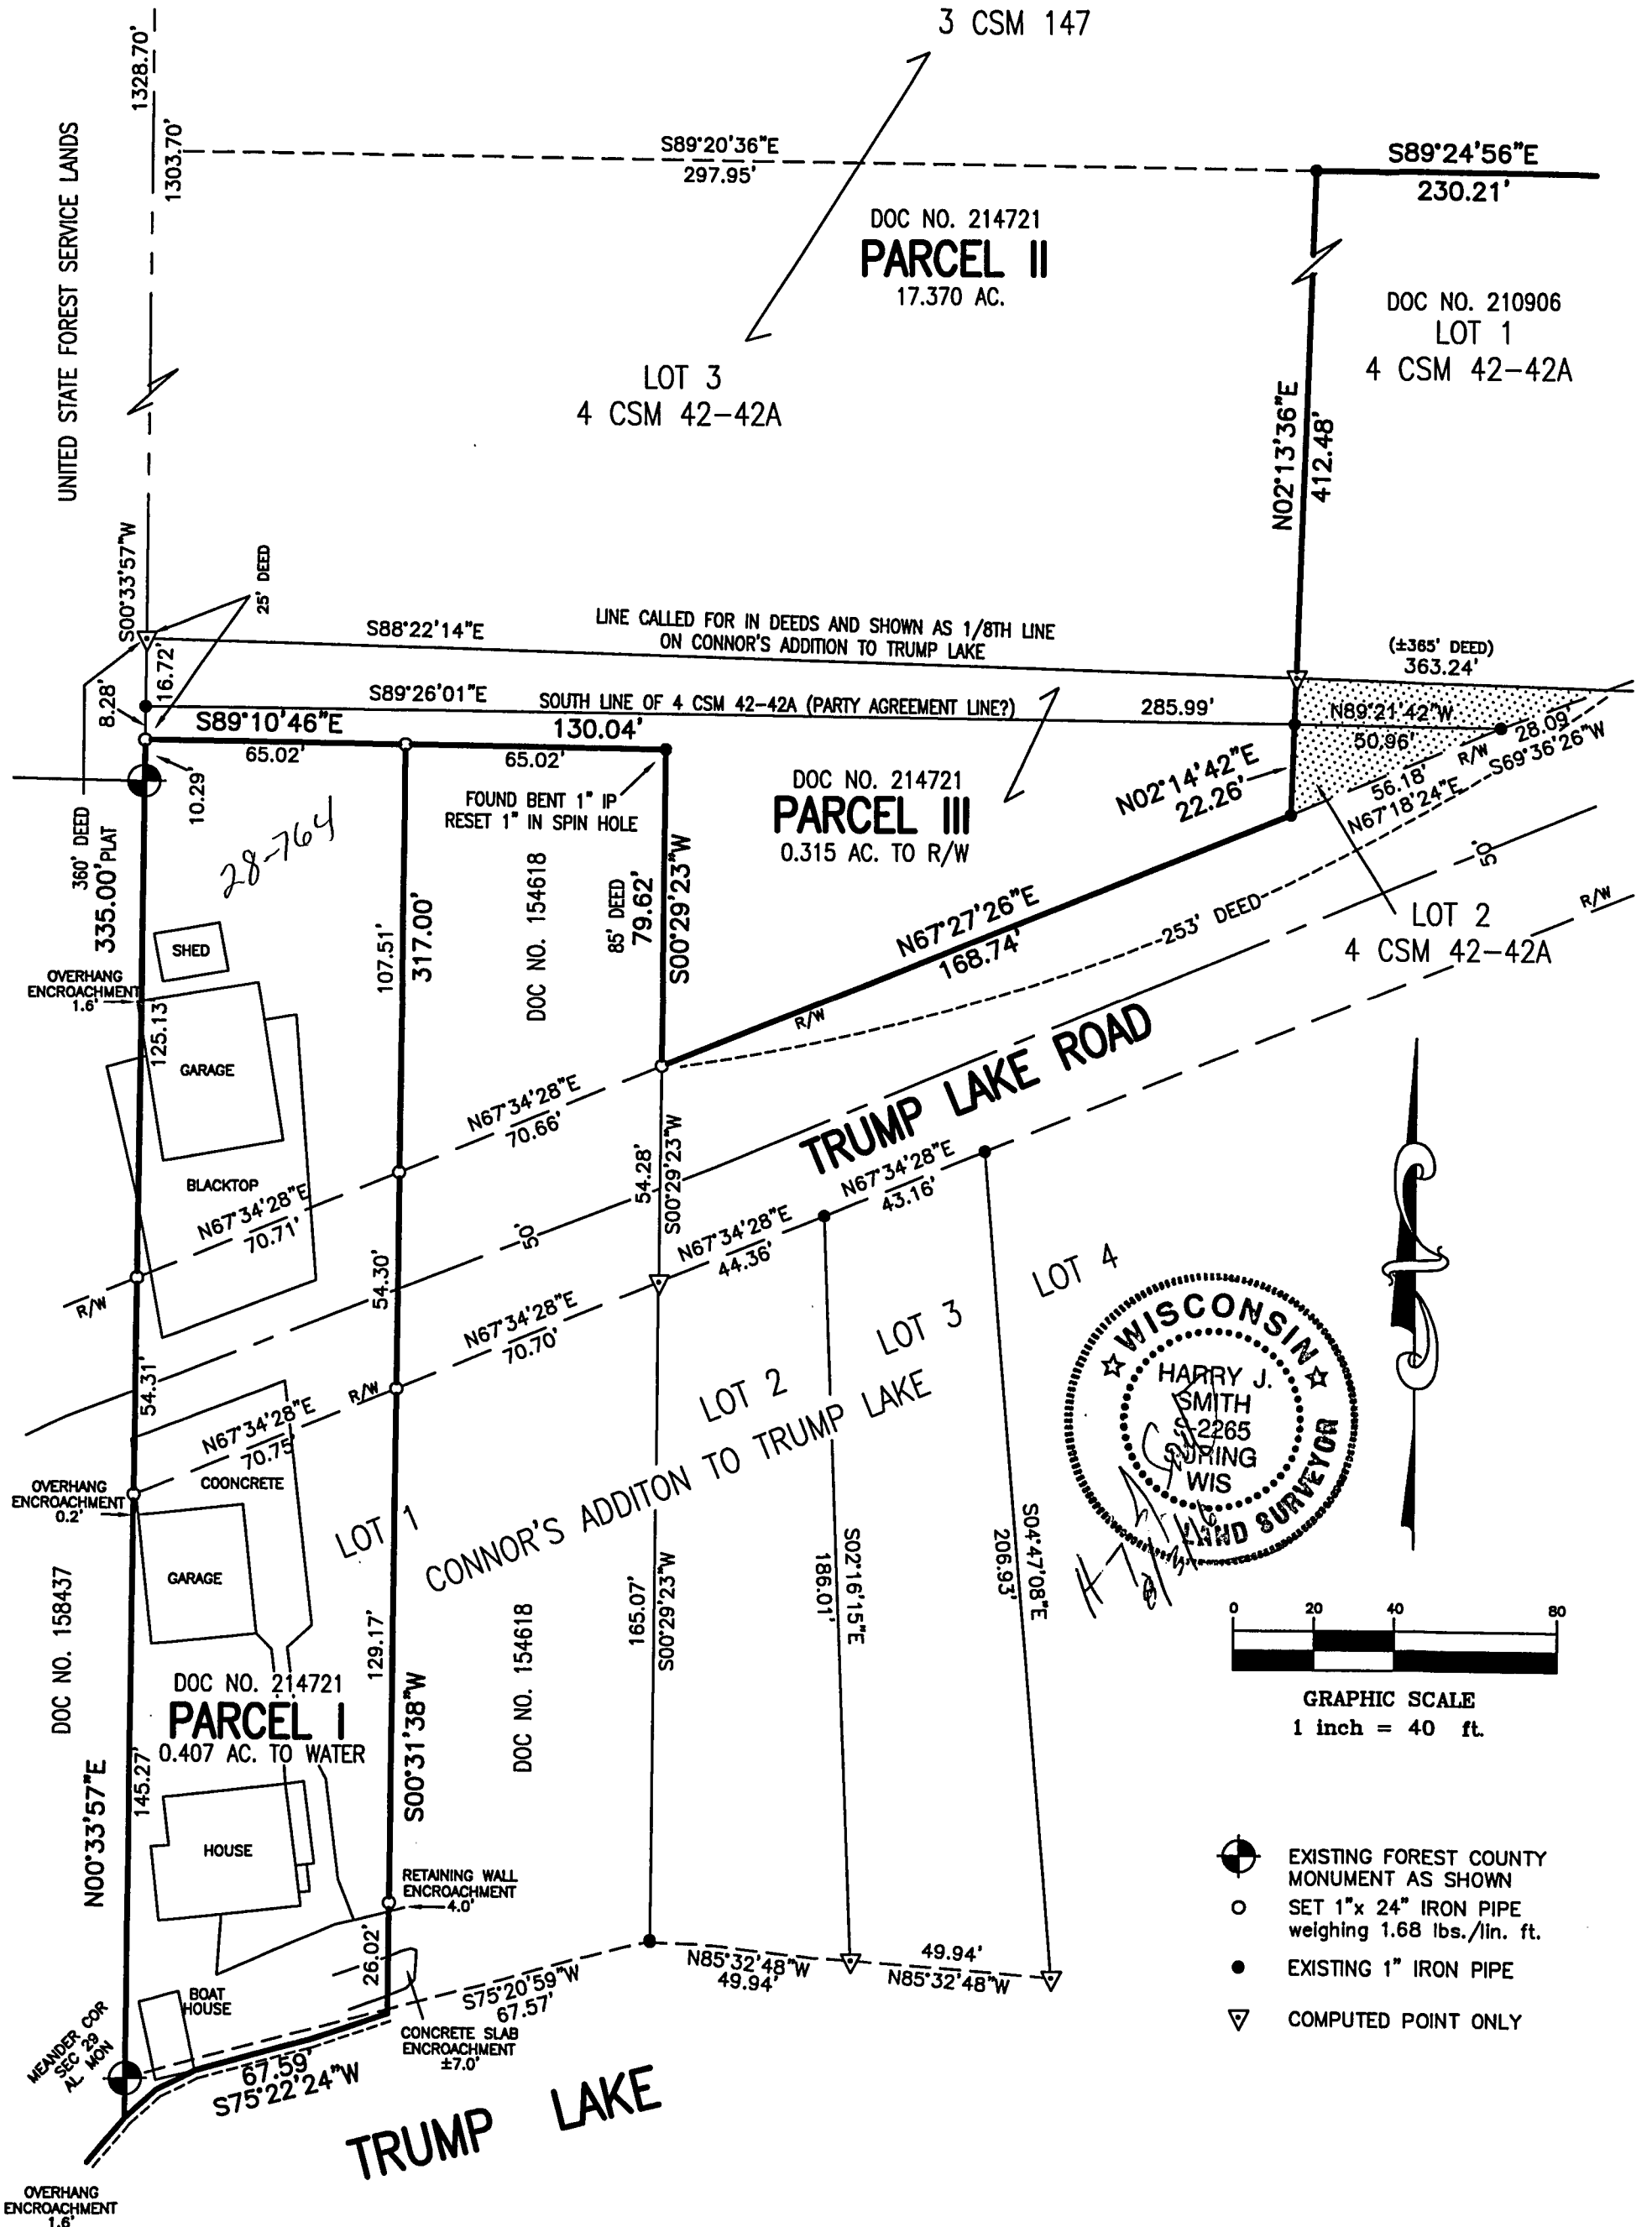 3 CSM 147
1328.70'
1303.70'
UNITED STATE FOREST SERVICE LANDS
S89°20'36"E
297.95'
S89°24'56"E
230.21'
DOC NO. 214721
PARCEL II
17.370 AC.
DOC NO. 210906
LOT 1
4 CSM 42-42A
LOT 3
4 CSM 42-42A
N02°13'36"E
412.48'
S00°33'57"W
25' DEED
S88°22'14"E
LINE CALLED FOR IN DEEDS AND SHOWN AS 1/8TH LINE
ON CONNOR'S ADDITION TO TRUMP LAKE
(±365' DEED)
363.24'
16.72'
8.28'
S89°26'01"E
SOUTH LINE OF 4 CSM 42-42A (PARTY AGREEMENT LINE?)
285.99'
N89°21'42"W
50.96'
28.09'
R/W
S69°36'26"W
S89°10'46"E
130.04'
65.02'
65.02'
10.29'
FOUND BENT 1" IP
RESET 1" IN SPIN HOLE
DOC NO. 214721
PARCEL III
0.315 AC. TO R/W
N02°14'42"E
22.26'
56.18'
N67°18'24"E
50'
R/W
360' DEED
335.00' PLAT
28-764
DOC NO. 154618
85' DEED
79.62'
S00°29'23"W
N67°27'26"E
168.74'
253' DEED
LOT 2
4 CSM 42-42A
SHED
107.51'
317.00'
OVERHANG
ENCROACHMENT
1.6'
125.13'
GARAGE
R/W
TRUMP LAKE ROAD
N67°34'28"E
70.66'
BLACKTOP
N67°34'28"E
70.71'
R/W
54.28'
S00°29'23"W
N67°34'28"E
43.16'
N67°34'28"E
44.36'
50'
54.30'
54.31'
N67°34'28"E
70.70'
R/W
N67°34'28"E
70.75'
LOT 4
LOT 3
LOT 2
LOT 1
CONNOR'S ADDITON TO TRUMP LAKE
WISCONSIN
HARRY J.
SMITH
S-2265
SURING
WIS
LAND SURVEYOR
OVERHANG
ENCROACHMENT
0.2'
COONCRETE
GARAGE
DOC NO. 158437
DOC NO. 214721
PARCEL I
0.407 AC. TO WATER
129.17'
S00°31'38"W
DOC NO. 154618
165.07'
S00°29'23"W
S02°16'15"E
186.01'
S04°47'08"E
206.93'
0 20 40 80
GRAPHIC SCALE
1 inch = 40 ft.
N00°33'57"E
145.27'
HOUSE
RETAINING WALL
ENCROACHMENT
4.0'
26.02'
BOAT
HOUSE
MEANDER COR
SEC 29
AL MON
S75°20'59"W
67.57'
N85°32'48"W
49.94'
49.94'
N85°32'48"W
CONCRETE SLAB
ENCROACHMENT
±7.0'
67.59'
S75°22'24"W
TRUMP LAKE
OVERHANG
ENCROACHMENT
1.6'
EXISTING FOREST COUNTY
MONUMENT AS SHOWN
SET 1"x 24" IRON PIPE
weighing 1.68 lbs./lin. ft.
EXISTING 1" IRON PIPE
COMPUTED POINT ONLY